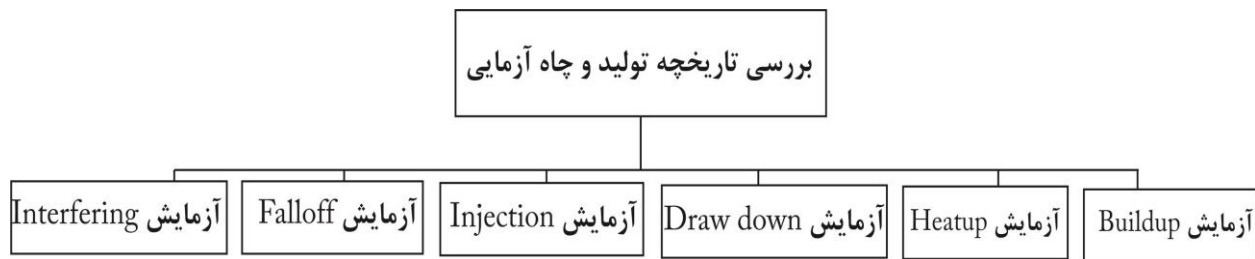 بررسی تاریخچه تولید و چاه آزمایی
آزمایش Buildup
آزمایش Heatup
آزمایش Draw down
آزمایش Injection
آزمایش Falloff
آزمایش Interfering